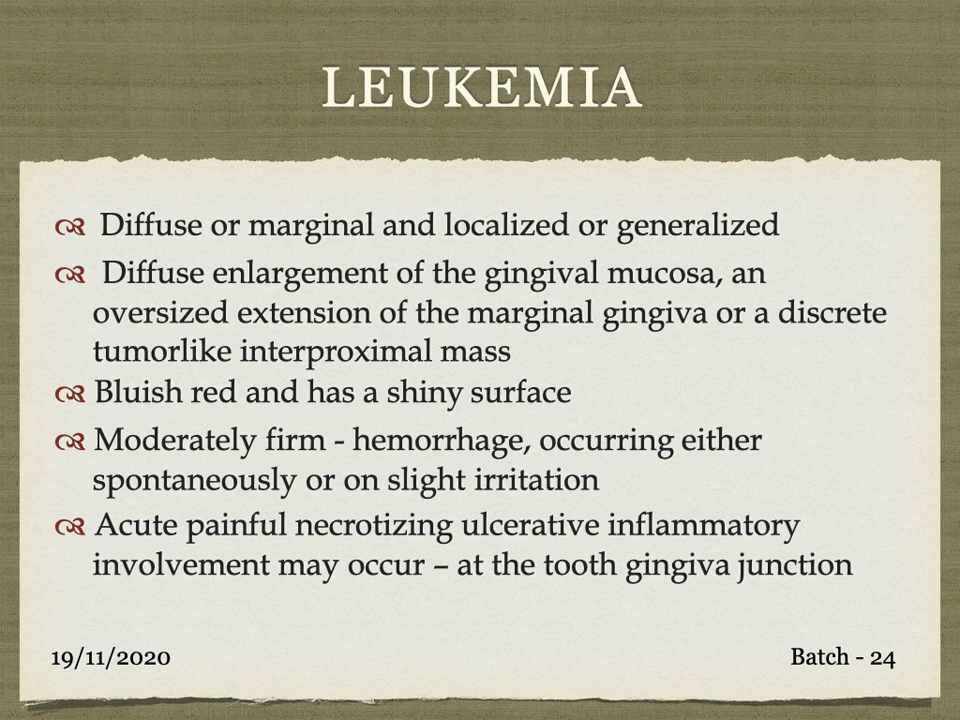 LEUKEMIA
Diffuse or marginal and localized or generalized
Diffuse enlargement of the gingival mucosa, an
oversized extension of the marginal gingiva or a discrete
tumorlike interproximal mass
Bluish red and has a shiny surface
Moderately firm - hemorrhage, occurring either
spontaneously or on slight irritation
Acute painful necrotizing ulcerative inflammatory
involvement may occur – at the tooth gingiva junction
19/11/2020
Batch - 24